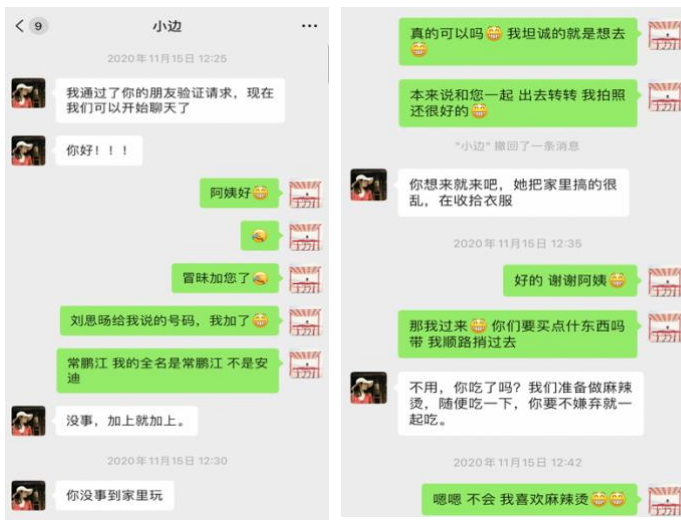 9
小边
2020年11月15日 12:25
我通过了你的朋友验证请求，现在
我们可以开始聊天了
你好！！！
阿姨好
冒昧加您了
刘思旸给我说的号码，我加了
常鹏江 我的全名是常鹏江 不是安
迪
没事，加上就加上。
2020年11月15日 12:30
你没事到家里玩
真的可以吗 我坦诚的就是想去
本来说和您一起 出去转转 我拍照
还很好的
"小边" 撤回了一条消息
你想来就来吧，她把家里搞的很
乱，在收拾衣服
2020年11月15日 12:35
好的 谢谢阿姨
那我过来 你们要买点什东西吗
带 我顺路捎过去
不用，你吃了吗？我们准备做麻辣
烫，随便吃一下，你要不嫌弃就一
起吃。
2020年11月15日 12:42
嗯嗯 不会 我喜欢麻辣烫